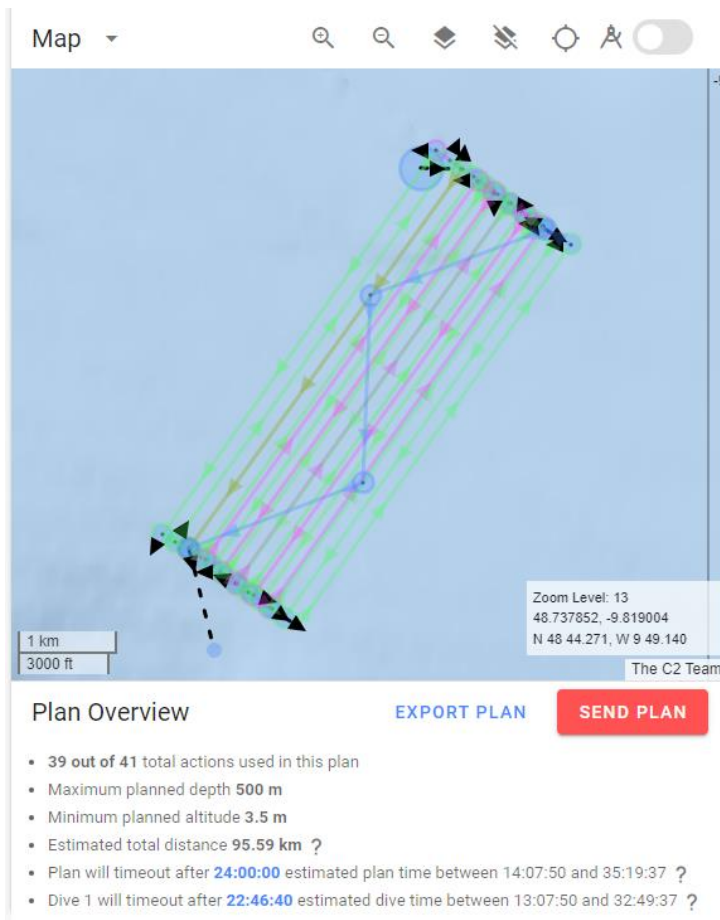 Map
Zoom Level: 13
48.737852, -9.819004
N 48 44.271, W 9 49.140
1 km
3000 ft
The C2 Team
Plan Overview
EXPORT PLAN
SEND PLAN
39 out of 41 total actions used in this plan
Maximum planned depth 500 m
Minimum planned altitude 3.5 m
Estimated total distance 95.59 km ?
Plan will timeout after 24:00:00 estimated plan time between 14:07:50 and 35:19:37 ?
Dive 1 will timeout after 22:46:40 estimated dive time between 13:07:50 and 32:49:37 ?